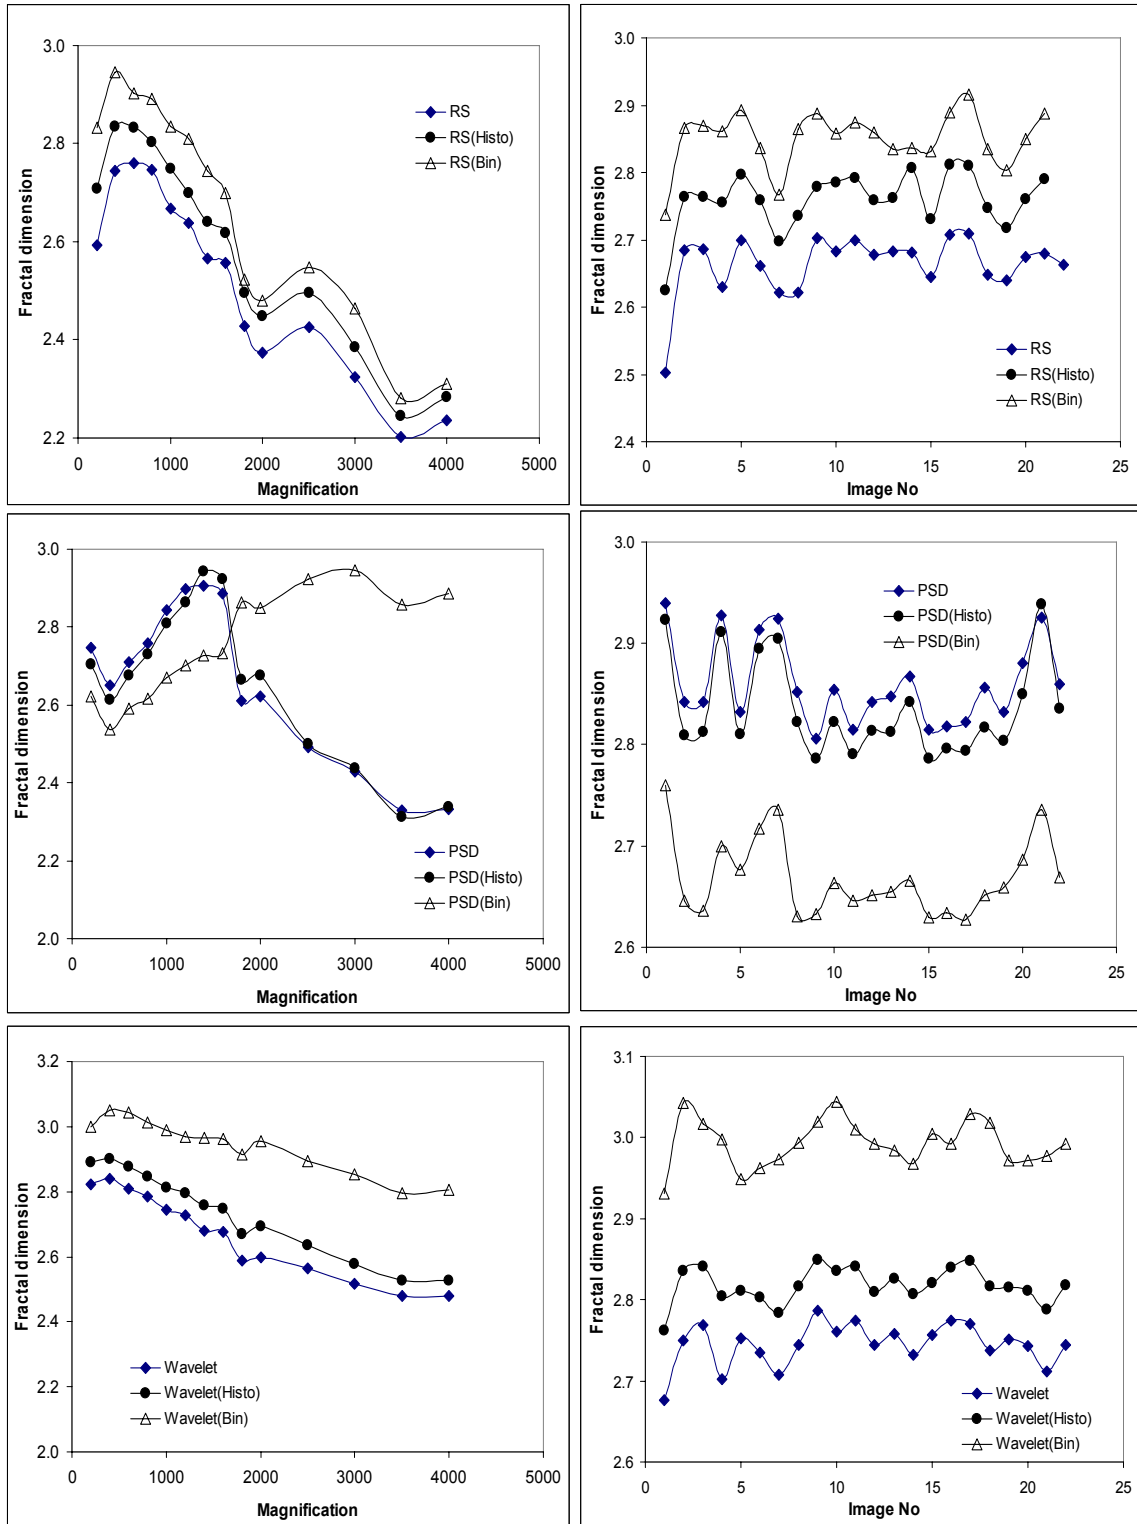 3.0
2.8
2.6
2.4
2.2
0 1000 2000 3000 4000 5000
Magnification
Fractal dimension
RS
RS(Histo)
RS(Bin)
3.0
2.9
2.8
2.7
2.6
2.5
2.4
0 5 10 15 20 25
Image No
Fractal dimension
RS
RS(Histo)
RS(Bin)
3.0
2.8
2.6
2.4
2.2
2.0
0 1000 2000 3000 4000 5000
Magnification
Fractal dimension
PSD
PSD(Histo)
PSD(Bin)
3.0
2.9
2.8
2.7
2.6
0 5 10 15 20 25
Image No
Fractal dimension
PSD
PSD(Histo)
PSD(Bin)
3.2
3.0
2.8
2.6
2.4
2.2
2.0
0 1000 2000 3000 4000 5000
Magnification
Fractal dimension
Wavelet
Wavelet(Histo)
Wavelet(Bin)
3.1
3.0
2.9
2.8
2.7
2.6
0 5 10 15 20 25
Image No
Fractal dimension
Wavelet
Wavelet(Histo)
Wavelet(Bin)